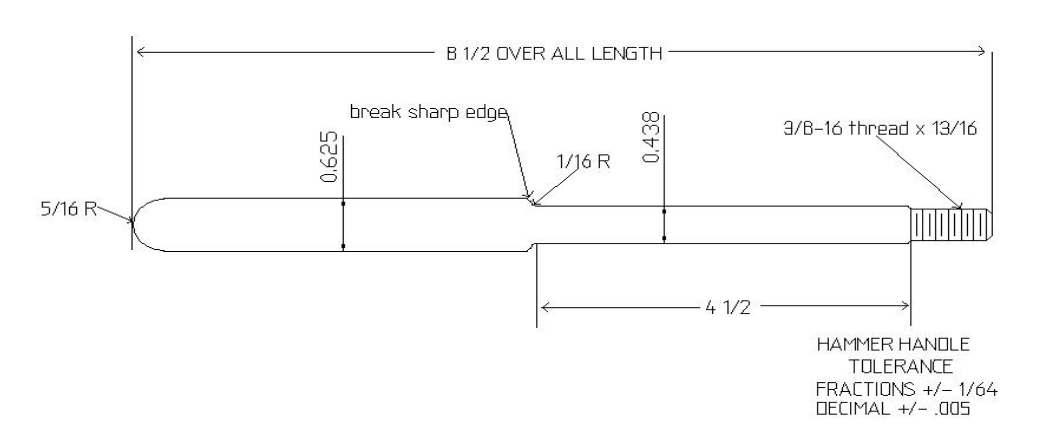 8 1/2 OVER ALL LENGTH
break sharp edge
0.625
0.438
3/8-16 thread x 13/16
1/16 R
5/16 R
4 1/2
HAMMER HANDLE
TOLERANCE
FRACTIONS +/- 1/64
DECIMAL +/- .005